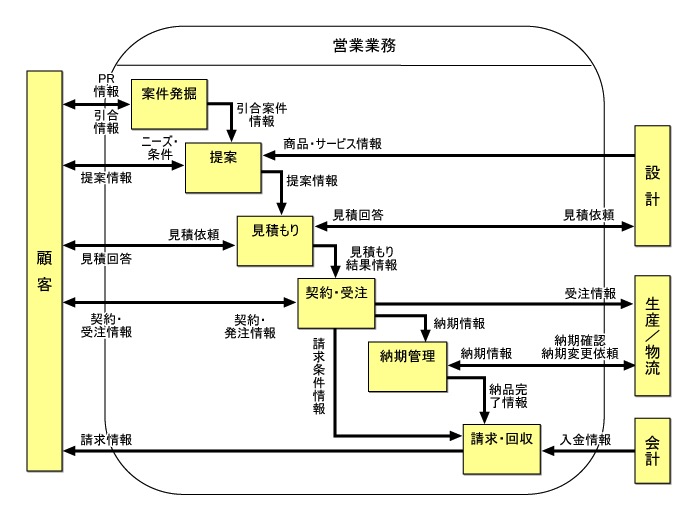 営業業務
PR
情報
引合
情報
案件発掘
引合案件
情報
ニーズ・
条件
提案情報
提案
商品・サービス情報
提案情報
設計
見積依頼
見積回答
見積もり
見積回答
見積依頼
見積もり
結果情報
顧客
契約・
受注情報
契約・
発注情報
契約・受注
受注情報
納期情報
生産／物流
請求条件情報
納期管理
納期情報
納期確認
納期変更依頼
納品完
了情報
請求情報
請求・回収
入金情報
会計